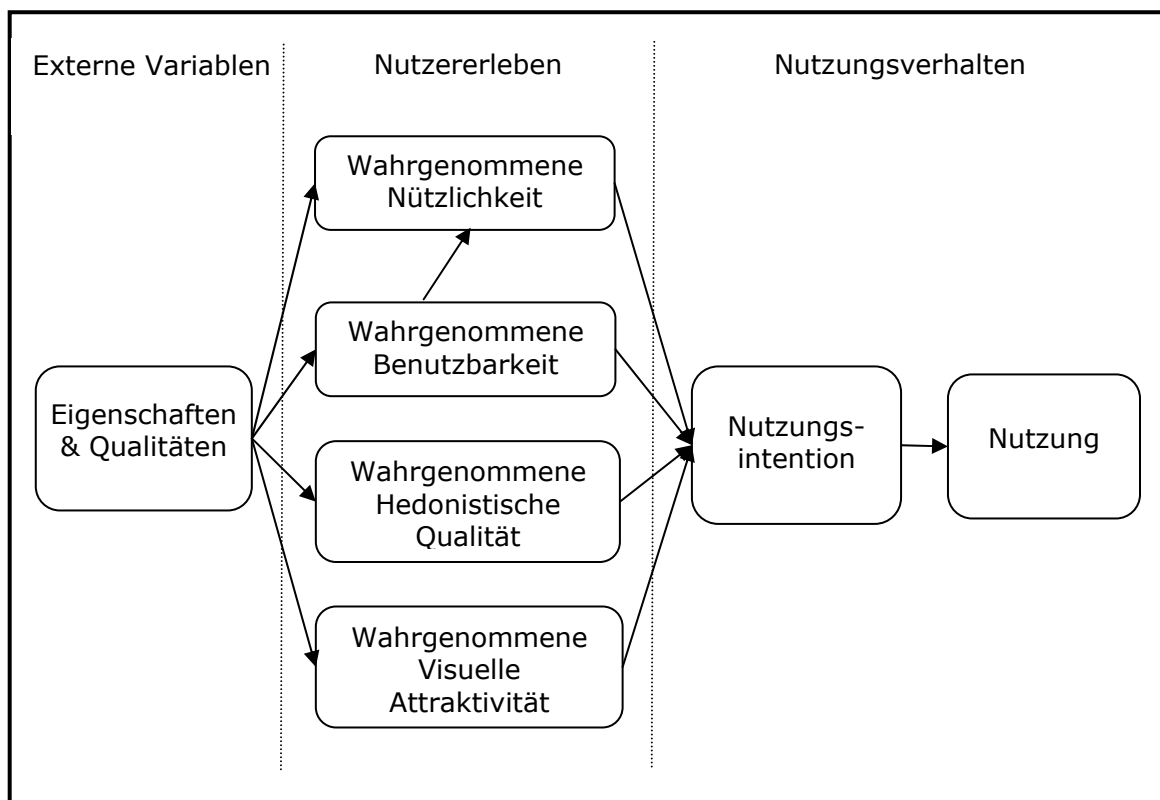 Externe Variablen
Nutzererleben
Nutzungsverhalten
Wahrgenommene
Nützlichkeit
Wahrgenommene
Benutzbarkeit
Eigenschaften
& Qualitäten
Wahrgenommene
Hedonistische
Qualität
Wahrgenommene
Visuelle
Attraktivität
Nutzungs-
intention
Nutzung